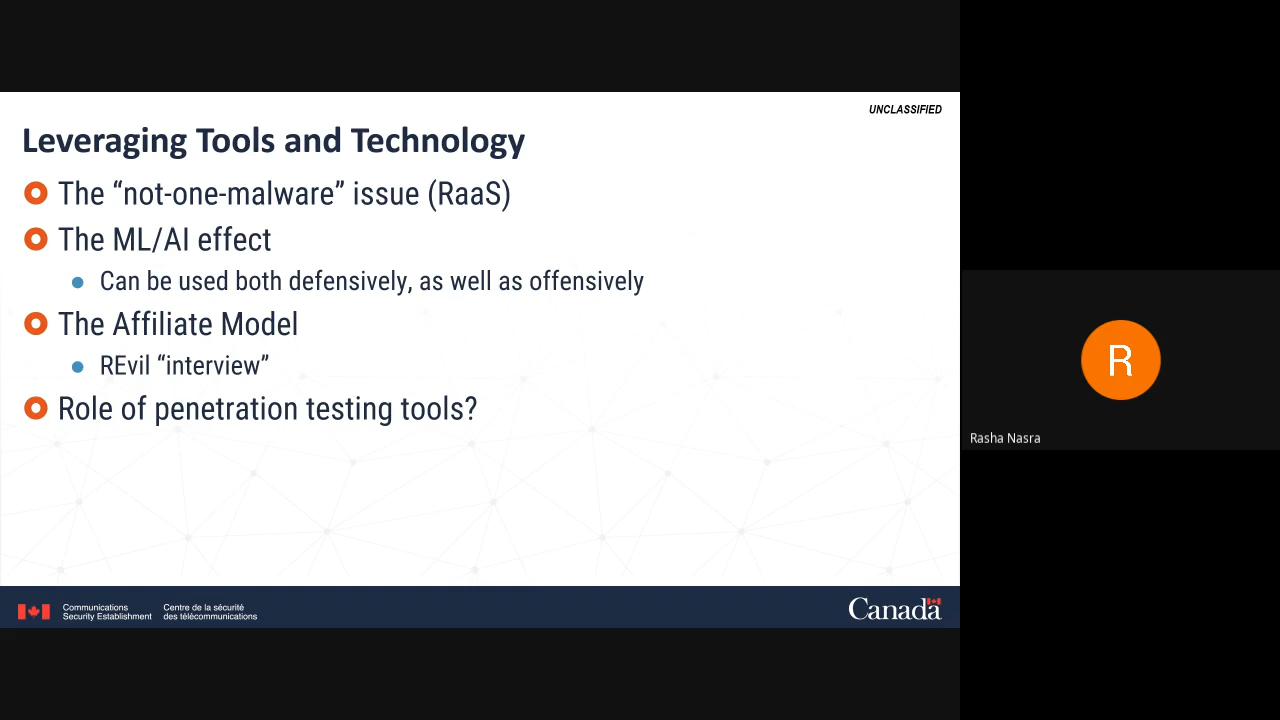 UNCLASSIFIED
Leveraging Tools and Technology
The “not-one-malware” issue (RaaS)
The ML/AI effect
Can be used both defensively, as well as offensively
The Affiliate Model
REvil “interview”
Role of penetration testing tools?
Communications
Security Establishment
Centre de la sécurité
des télécommunications
Canada
R
Rasha Nasra